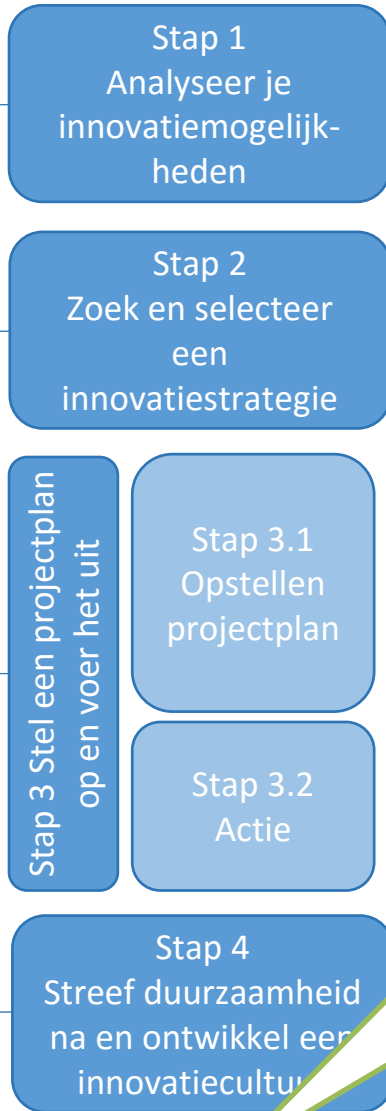 Stap 1
Analyseer je
innovatiemogelijk-
heden
Stap 2
Zoek en selecteer
een
innovatiestrategie
Stap 3 Stel een projectplan
op en voer het uit
Stap 3.1
Opstellen
projectplan
Stap 3.2
Actie
Stap 4
Streef duurzaamheid
na en ontwikkel een
innovatiecultuur